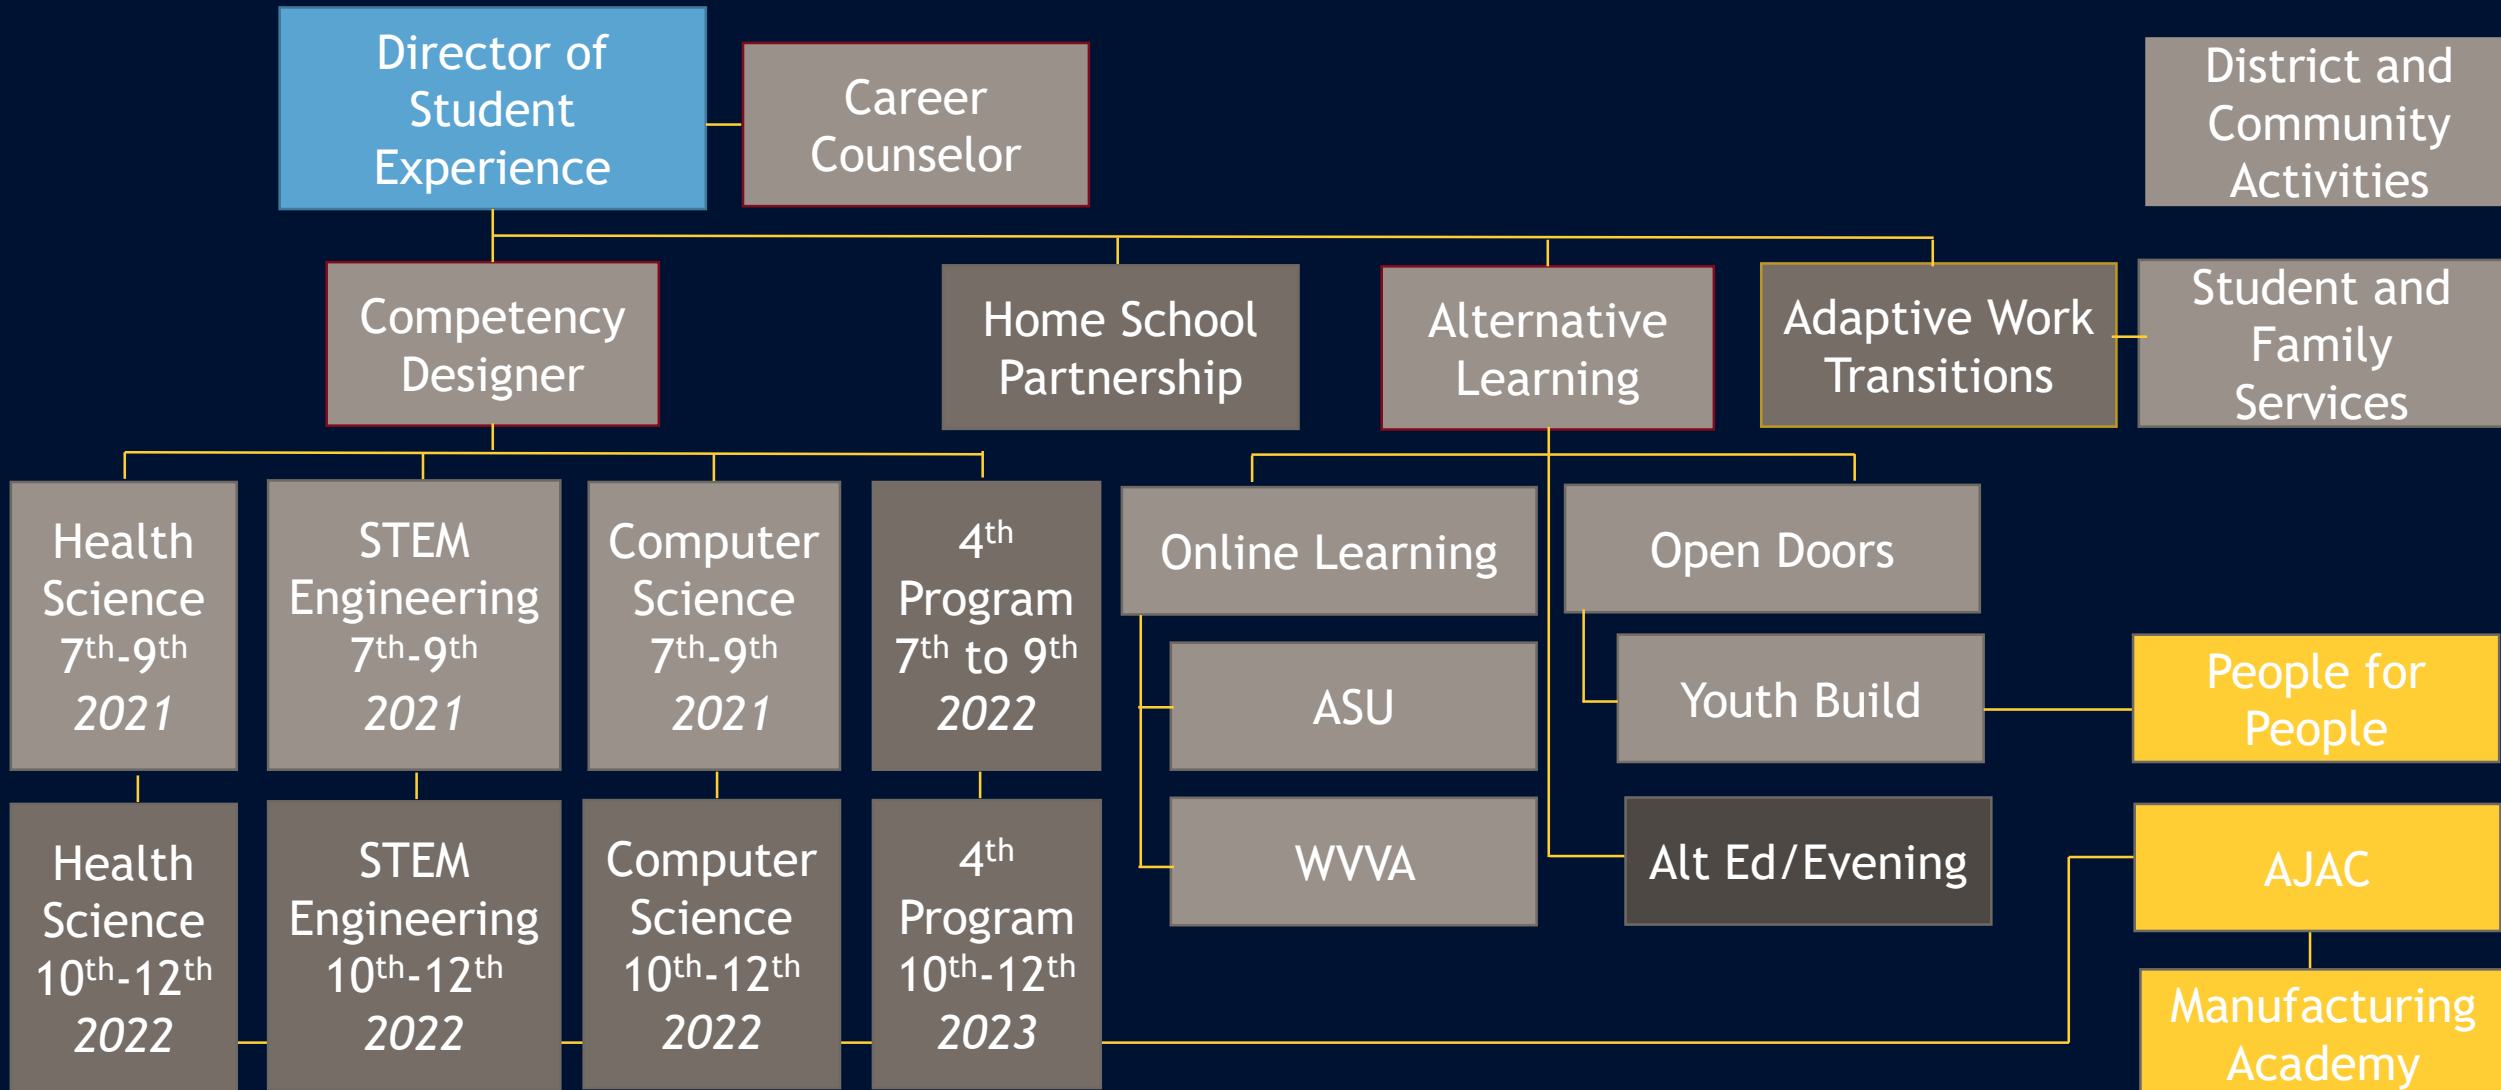 Director of
Student
Experience
Career
Counselor
District and
Community
Activities
Competency
Designer
Home School
Partnership
Alternative
Learning
Adaptive Work
Transitions
Student and
Family
Services
Health
Science
7th-9th
2021
STEM
Engineering
7th-9th
2021
Computer
Science
7th-9th
2021
4th
Program
7th to 9th
2022
Online Learning
Open Doors
ASU
Youth Build
People for
People
WVVA
Alt Ed/Evening
AJAC
Health
Science
10th-12th
2022
STEM
Engineering
10th-12th
2022
Computer
Science
10th-12th
2022
4th
Program
10th-12th
2023
Manufacturing
Academy